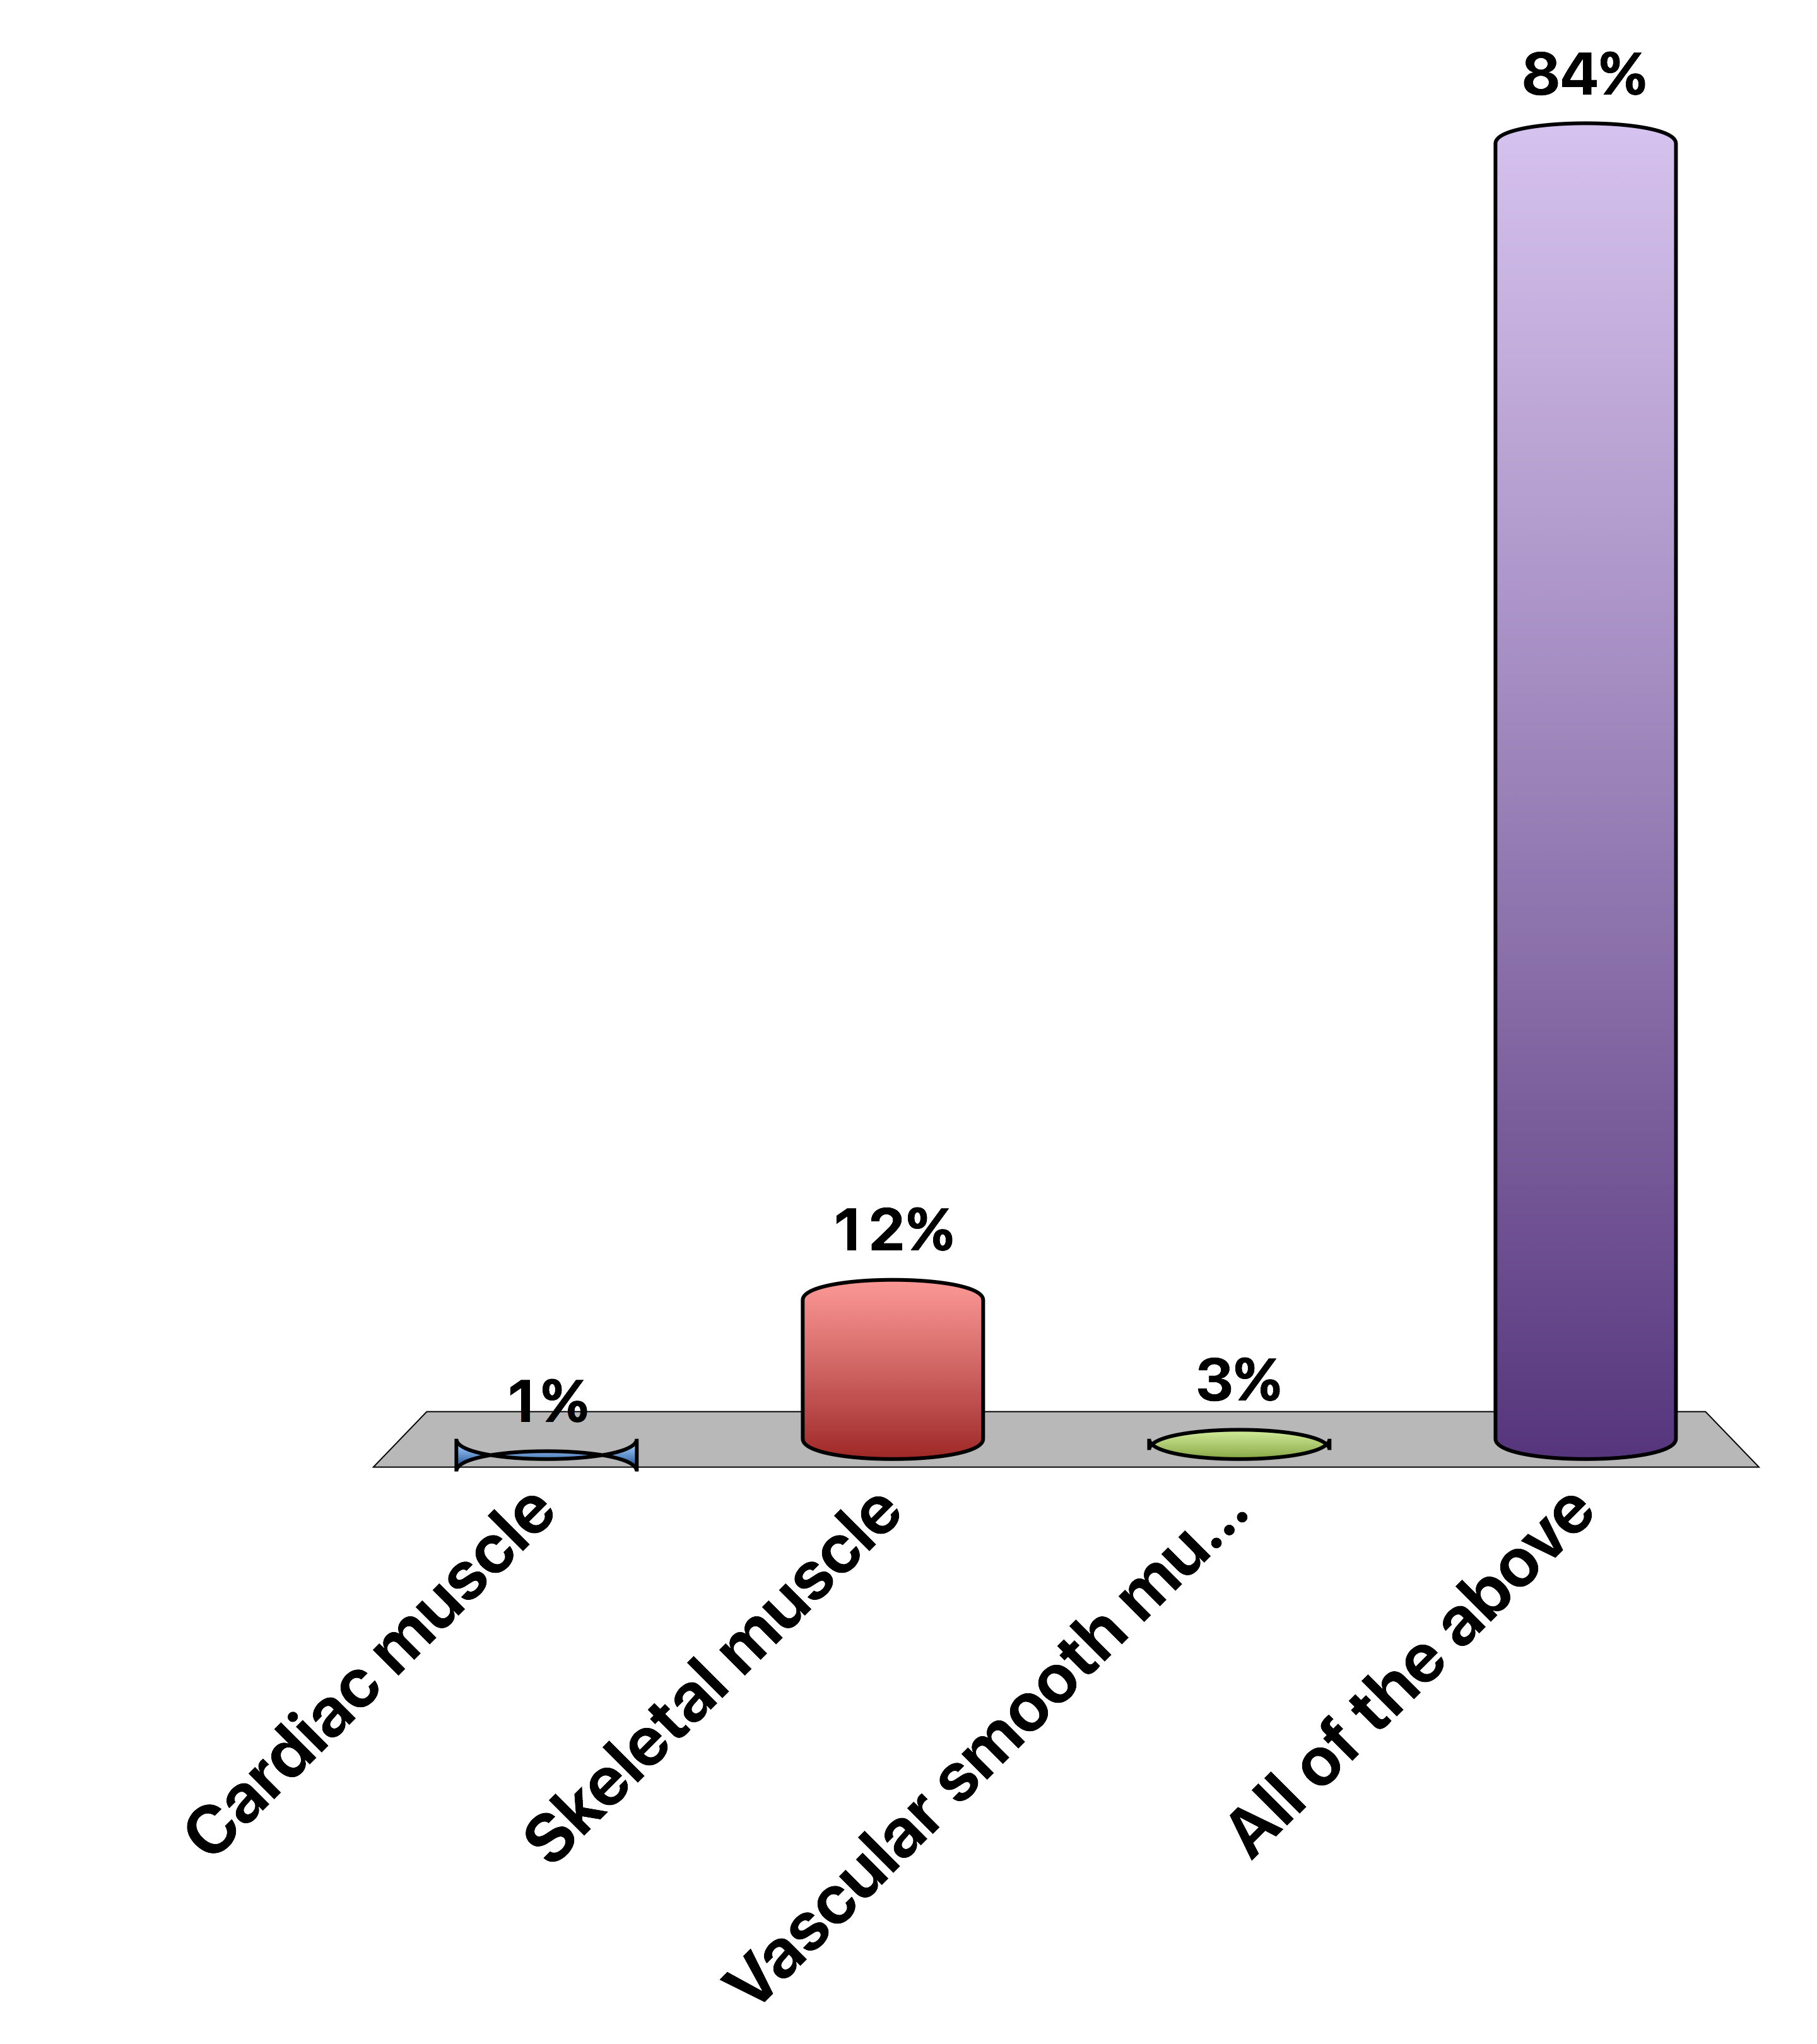 84%
12%
3%
1%
Cardiac muscle
Skeletal muscle
Vascular smooth mu...
All of the above